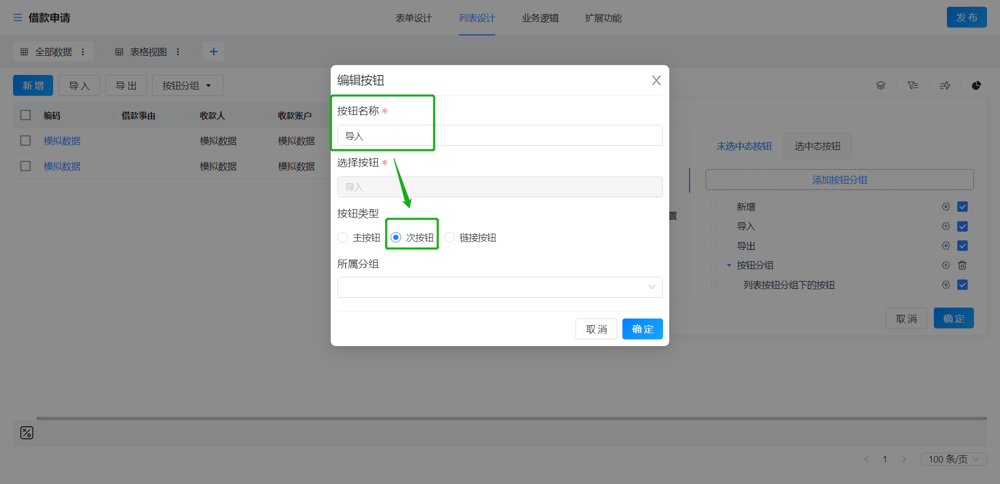 借款申请
表单设计
列表设计
业务逻辑
扩展功能
发布
全部数据
表格视图
新增
导入
导出
按钮分组
编码
借款事由
收款人
收款账户
模拟数据
模拟数据
模拟数据
模拟数据
模拟数据
模拟数据
编辑按钮
按钮名称 *
导入
选择按钮 *
导入
按钮类型
主按钮
次按钮
链接按钮
所属分组
取消
确定
置
未选中态按钮
选中态按钮
添加按钮分组
新增
导入
导出
按钮分组
列表按钮分组下的按钮
取消
确定
1
100 条/页